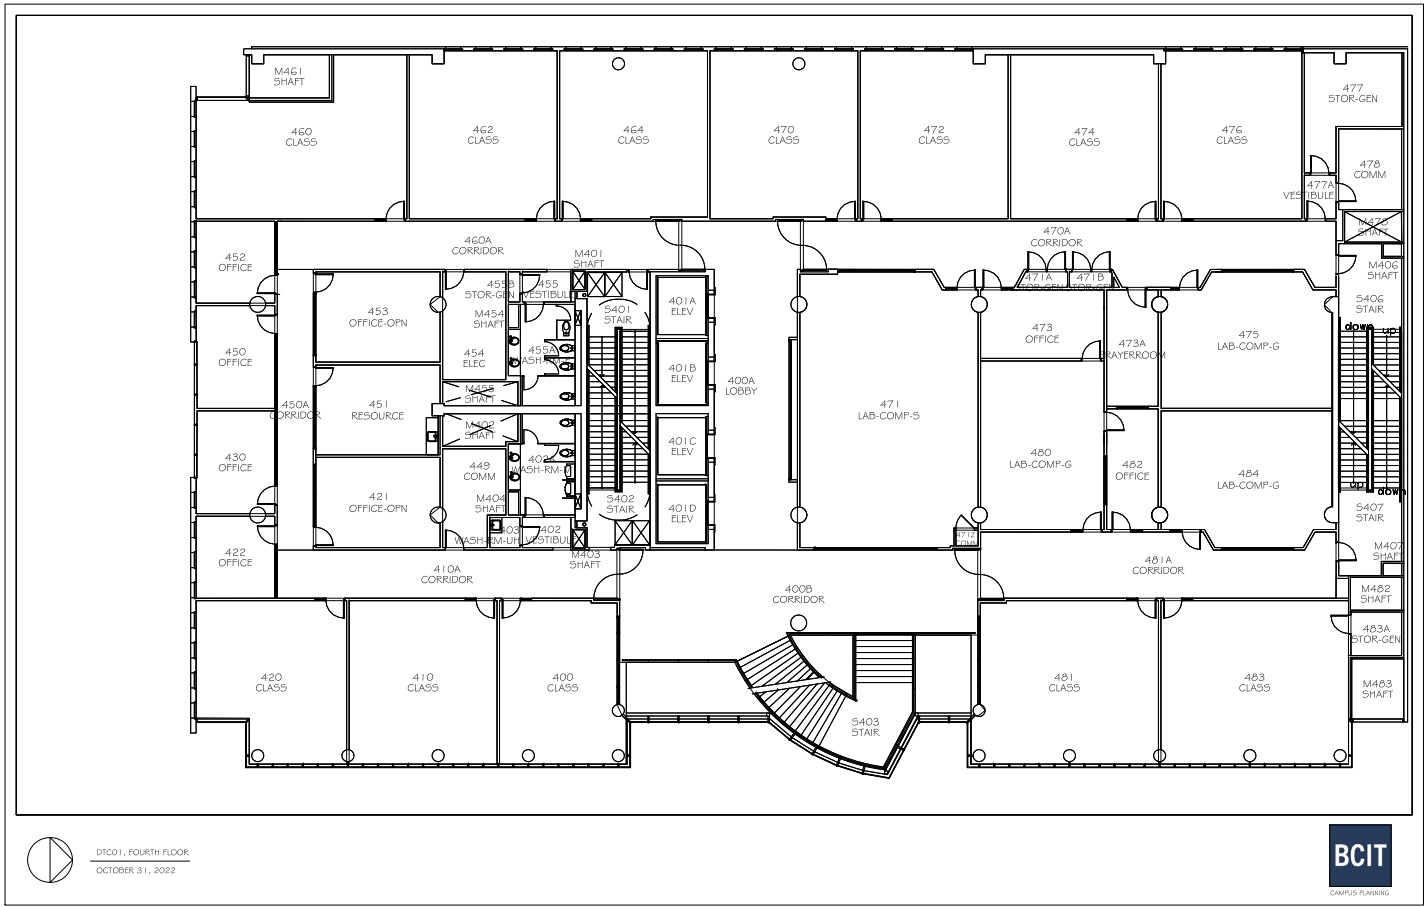 M461
SHAFT
460
CLASS
462
CLASS
464
CLASS
470
CLASS
472
CLASS
474
CLASS
476
CLASS
477
STOR-GEN
478
COMM
477A
VESTIBULE
M478
SHAFT
460A
CORRIDOR
470A
CORRIDOR
452
OFFICE
M401
SHAFT
M406
SHAFT
455B
STOR-GEN
455
VESTIBULE
471A
STOR-GEN
471B
STOR-GEN
453
OFFICE-OPN
M454
SHAFT
S401
STAIR
401A
ELEV
S406
STAIR
down
up
473
OFFICE
473A
PRAYERROOM
475
LAB-COMP-G
450
OFFICE
454
ELEC
455A
401B
ELEV
400A
LOBBY
M455
SHAFT
450A
CORRIDOR
451
RESOURCE
M402
SHAFT
471
LAB-COMP-S
430
OFFICE
449
COMM
402A
WASH-RM-M
401C
ELEV
480
LAB-COMP-G
482
OFFICE
484
LAB-COMP-G
up
down
421
OFFICE-OPN
M404
SHAFT
S402
STAIR
401D
ELEV
S407
STAIR
422
OFFICE
403
WASH-RM-UH
402
VESTIBULE
M403
SHAFT
471Z
COMM
M407
SHAFT
410A
CORRIDOR
400B
CORRIDOR
481A
CORRIDOR
M482
SHAFT
483A
STOR-GEN
420
CLASS
410
CLASS
400
CLASS
S403
STAIR
481
CLASS
483
CLASS
M483
SHAFT
DTC01, FOURTH FLOOR
OCTOBER 31, 2022
BCIT
CAMPUS PLANNING